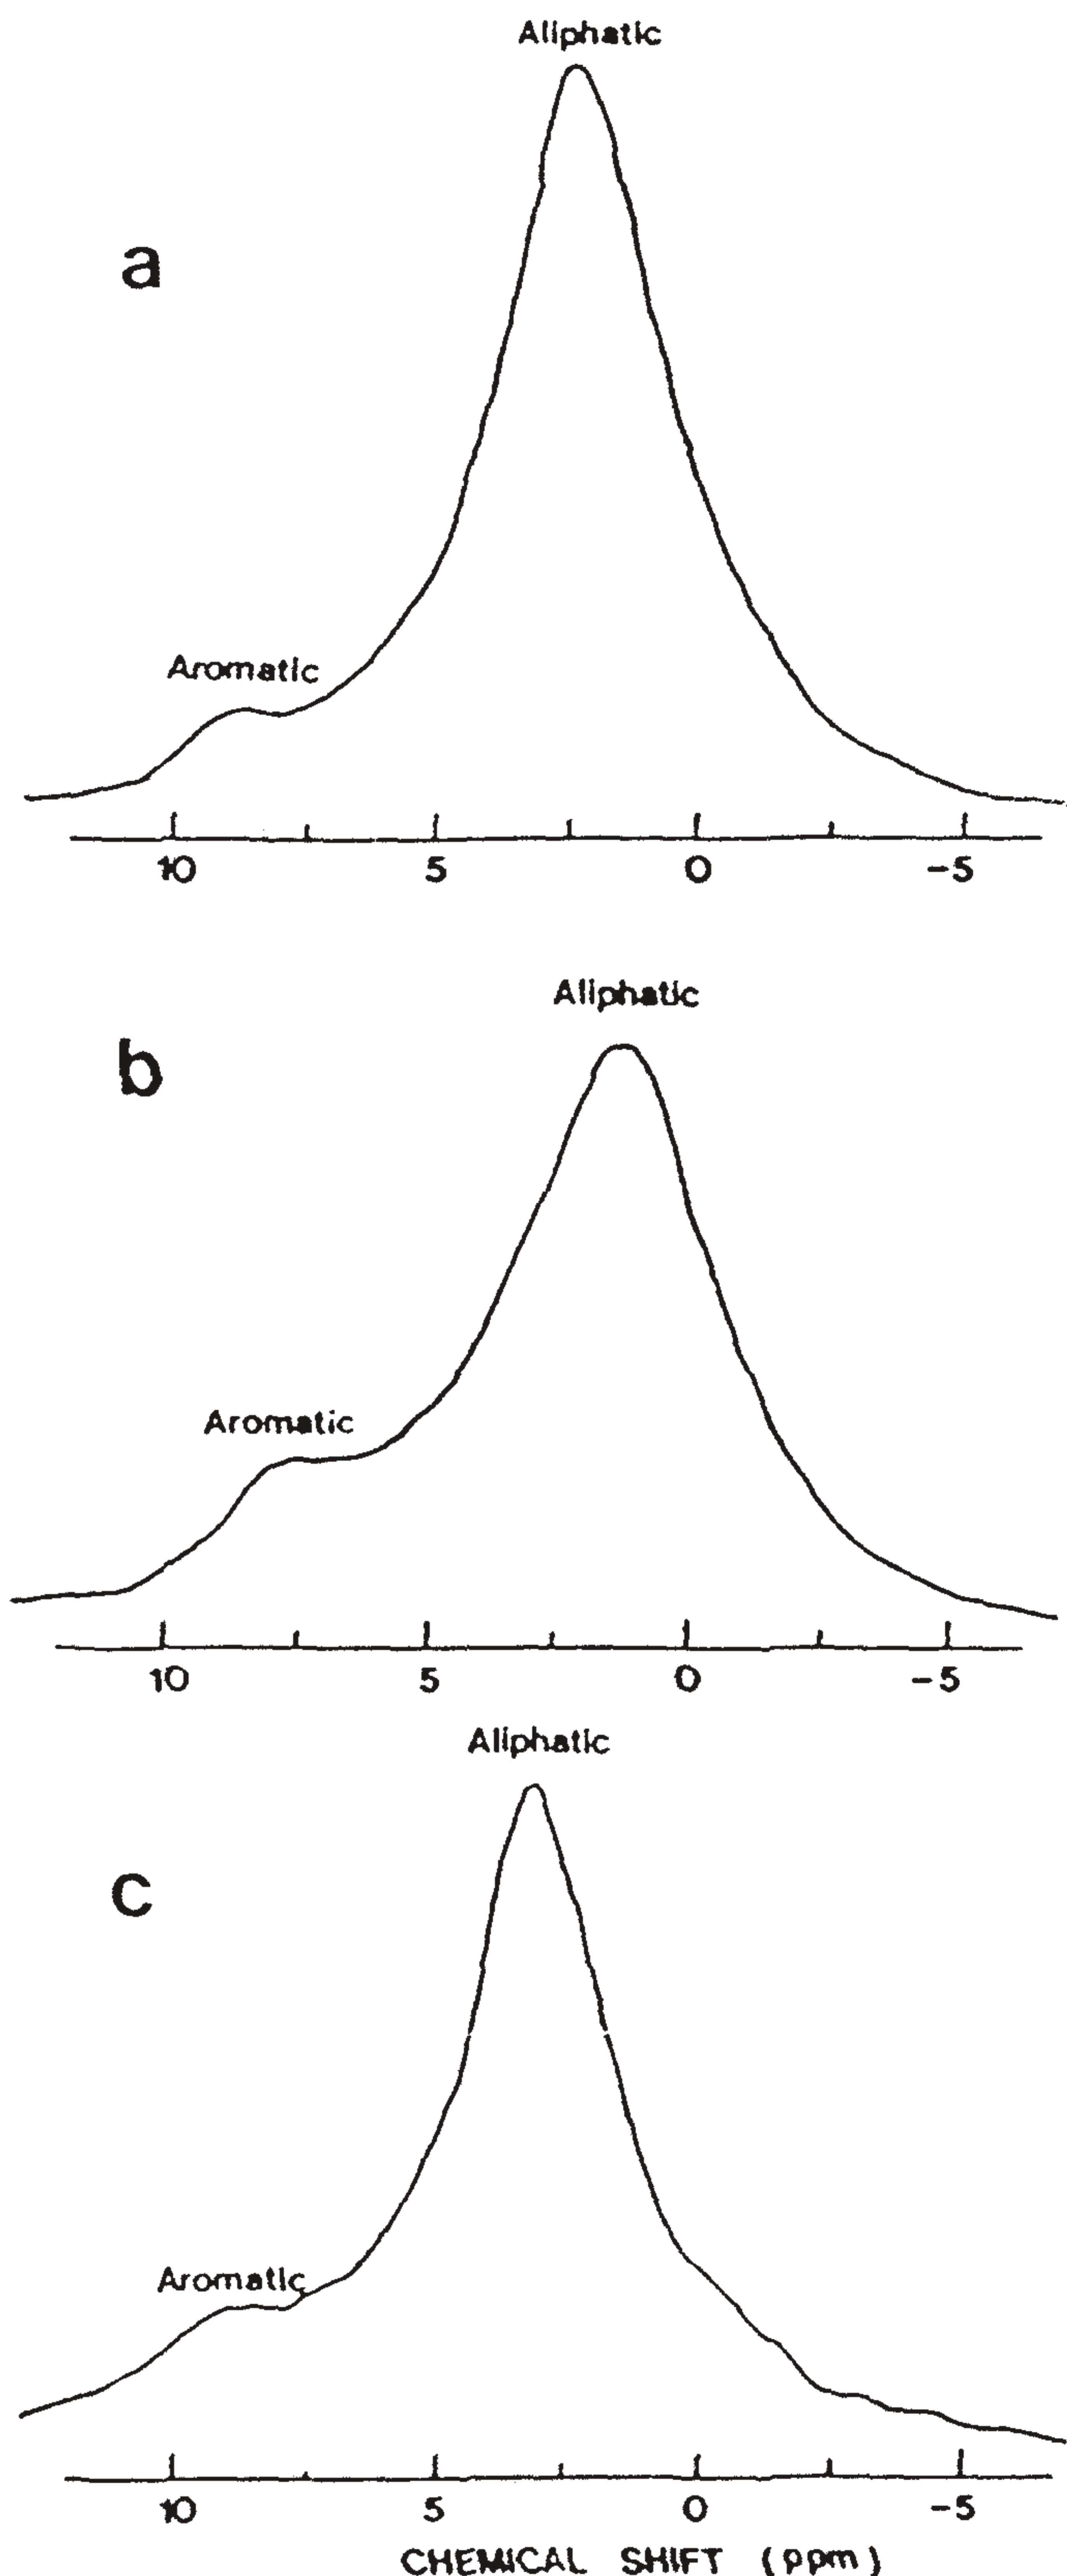 Aliphatic
a
Aromatic
10 5 0 -5
Aliphatic
b
Aromatic
10 5 0 -5
Aliphatic
c
Aromatic
10 5 0 -5
CHEMICAL SHIFT (ppm)